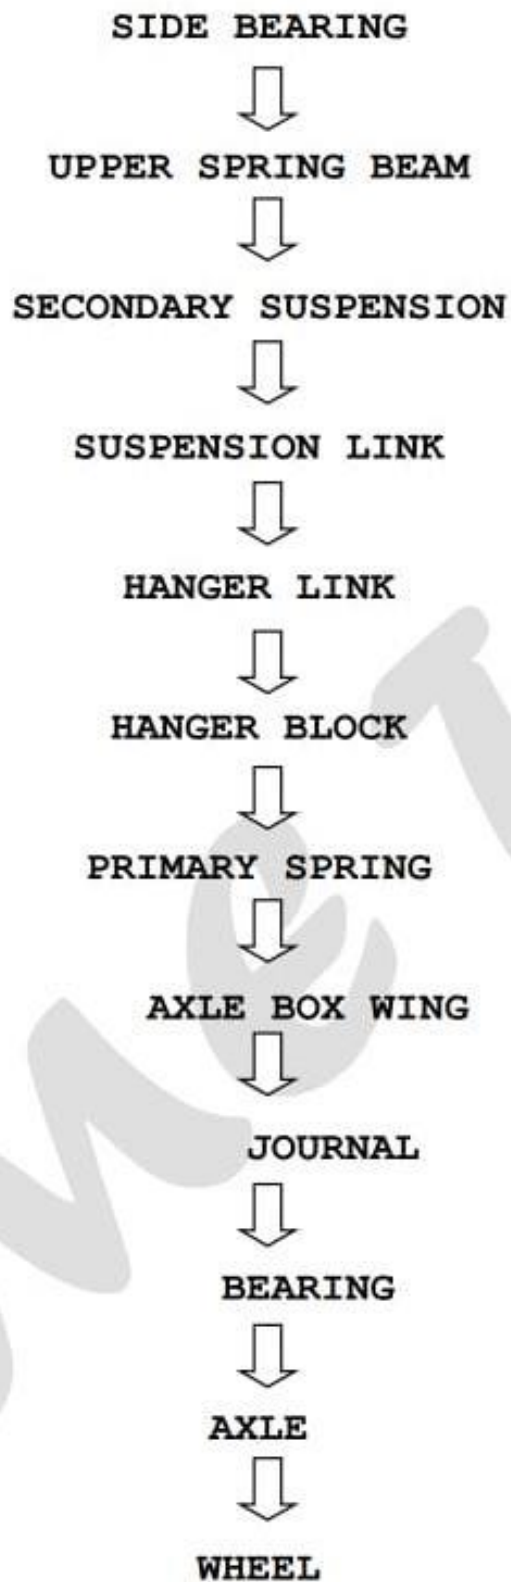 SIDE BEARING
UPPER SPRING BEAM
SECONDARY SUSPENSION
SUSPENSION LINK
HANGER LINK
HANGER BLOCK
PRIMARY SPRING
AXLE BOX WING
JOURNAL
BEARING
AXLE
WHEEL